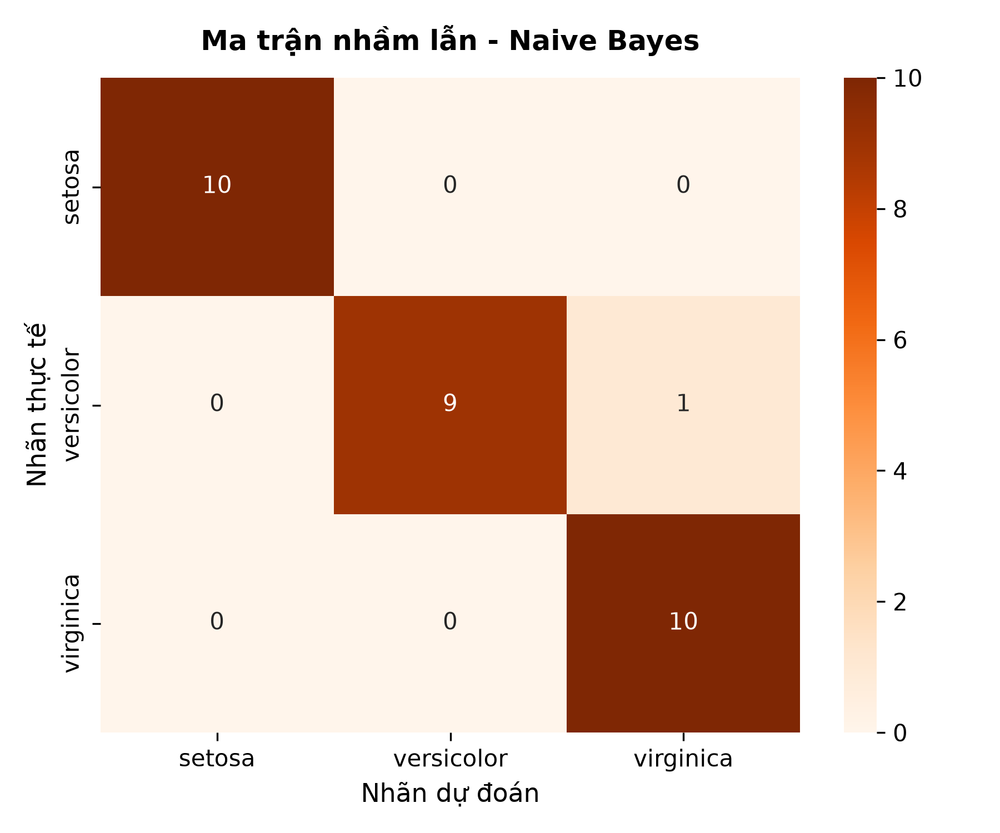 Ma trận nhầm lẫn - Naive Bayes
Nhãn thực tế
setosa
versicolor
virginica
10 0 0
0 9 1
0 0 10
setosa versicolor virginica
Nhãn dự đoán
10
8
6
4
2
0